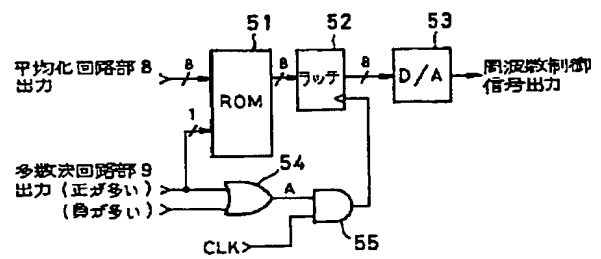 51
52
53
平均化回路部8
出力
8
ROM
8
ラッチ
8
D/A
周波数制御
信号出力
1
多数決回路部9
出力(正が多い)
(負が多い)
54
A
55
CLK